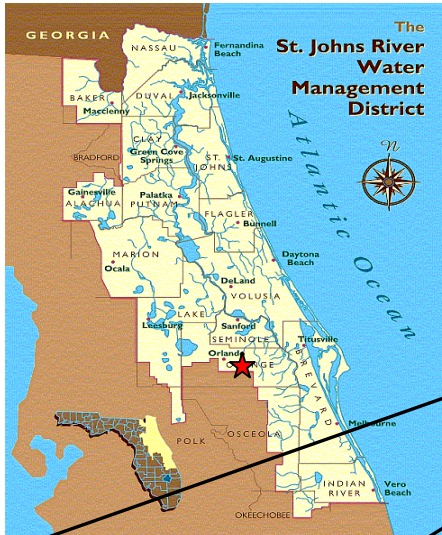 The
St. Johns River
Water
Management
District
GEORGIA
NASSAU
Fernandina
Beach
BAKER
DUVAL
Jacksonville
Macclenny
CLAY
Green Cove
Springs
BRADFORD
ST.
JOHNS
St. Augustine
Atlantic Ocean
N
Gainesville
ALACHUA
Palatka
PUTNAM
FLAGLER
Bunnell
MARION
Ocala
Daytona
Beach
DeLand
VOLUSIA
LAKE
Leesburg
Sanford
SEMINOLE
Titusville
BREVARD
POLK
OSCEOLA
Melbourne
INDIAN
RIVER
Vero
Beach
OKEECHOBEE